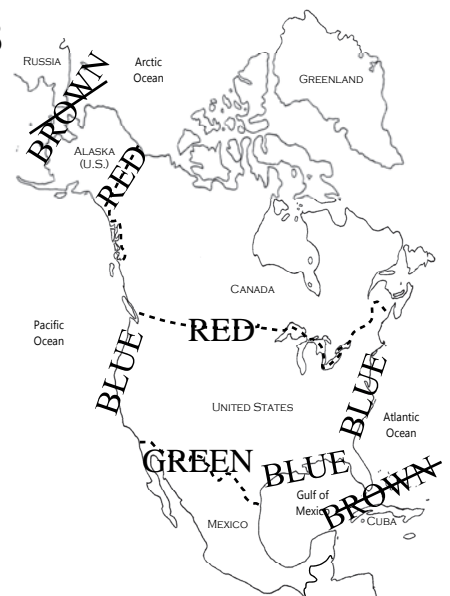 RUSSIA
BROWN
Arctic
Ocean
GREENLAND
ALASKA
(U.S.)
RED
CANADA
Pacific
Ocean
RED
BLUE
BLUE
UNITED STATES
Atlantic
Ocean
GREEN
BLUE
Gulf of
Mexico
BROWN
MEXICO
CUBA